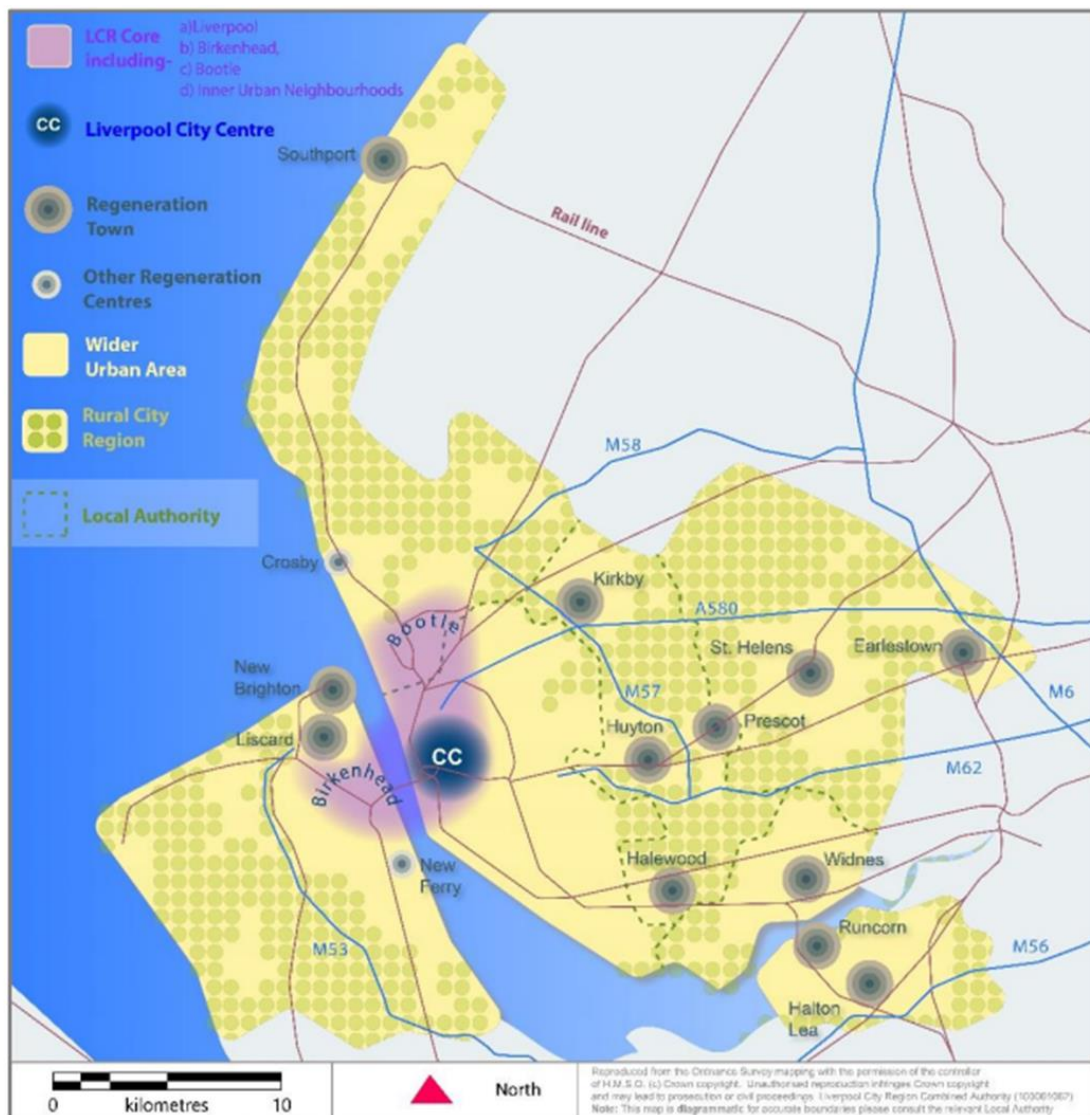 LCR Core
including-
a)Liverpool
b) Birkenhead,
c) Bootle
d) Inner Urban Neighbourhoods
CC
Liverpool City Centre
Regeneration
Town
Other Regeneration
Centres
Wider
Urban Area
Rural City
Region
Local Authority
Southport
Rail line
M58
Crosby
Kirkby
Bootle
A580
St. Helens
Earlestown
New
Brighton
M57
M6
Liscard
Huyton
Prescot
CC
M62
Birkenhead
New
Ferry
Halewood
Widnes
M53
Runcorn
M56
Halton
Lea
0 kilometres 10
North
Reproduced from the Ordnance Survey mapping with the permission of the controller
of H.M.S.O. (c) Crown copyright. Unauthorised reproduction infringes Crown copyright
and may lead to prosecution or civil proceedings. Liverpool City Region Combined Authority
Note: This map is diagrammatic for accurate boundaries please consult the relevant Local Authority